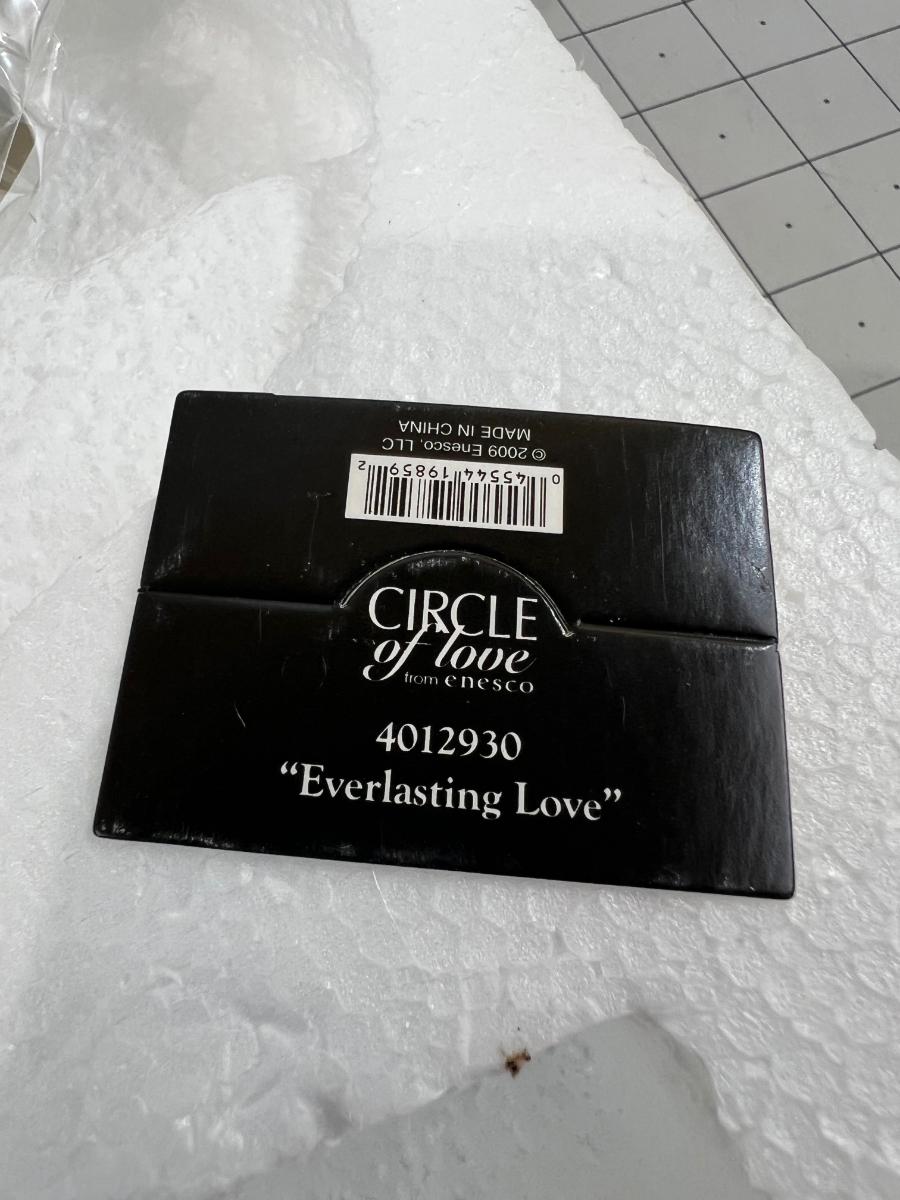 CIRCLE
of love
from enesco
4012930
“Everlasting Love”
0 45544 19859 2
© 2009 Enesco, LLC
MADE IN CHINA